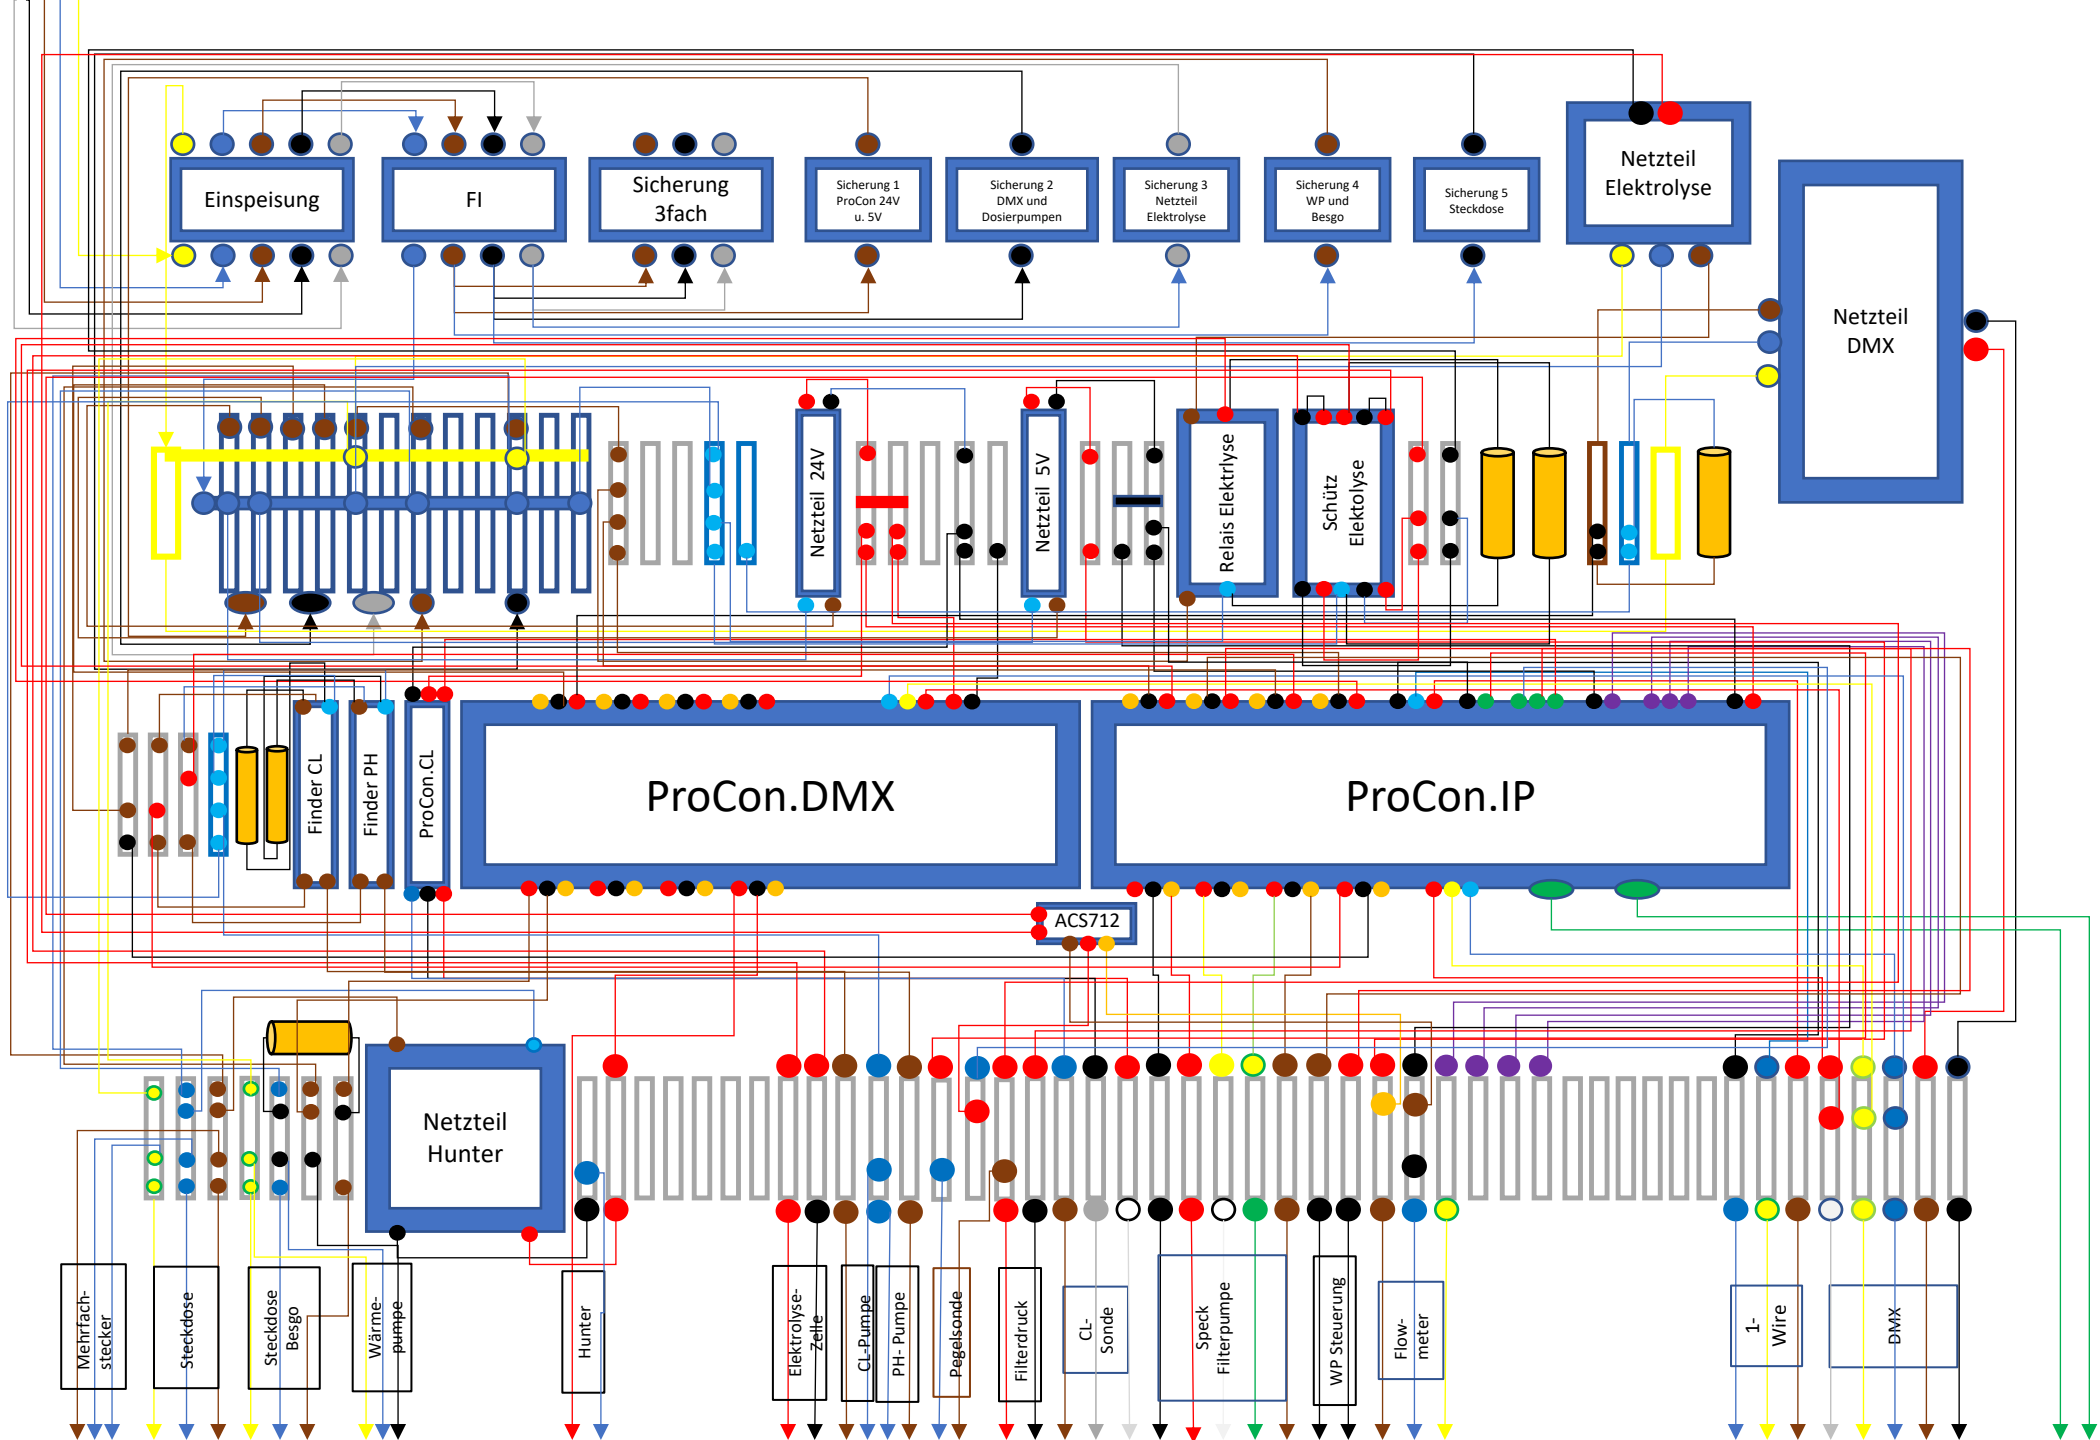 Einspeisung
FI
Sicherung
3fach
Sicherung 1
ProCon 24V
u. 5V
Sicherung 2
DMX und
Dosierpumpen
Sicherung 3
Netzteil
Elektrolyse
Sicherung 4
WP und
Besgo
Sicherung 5
Steckdose
Netzteil
Elektrolyse
Netzteil
DMX
Netzteil 24V
Netzteil 5V
Relais Elektrlyse
Schütz
Elektolyse
Finder CL
Finder PH
ProCon.CL
ProCon.DMX
ProCon.IP
ACS712
Netzteil
Hunter
Mehrfach-
stecker
Steckdose
Steckdose
Besgo
Wärme-
pumpe
Hunter
Elektrolyse-
Zelle
CL-Pumpe
PH- Pumpe
Pegelsonde
Filterdruck
CL-
Sonde
Speck
Filterpumpe
WP Steuerung
Flow-
meter
1-
Wire
DMX